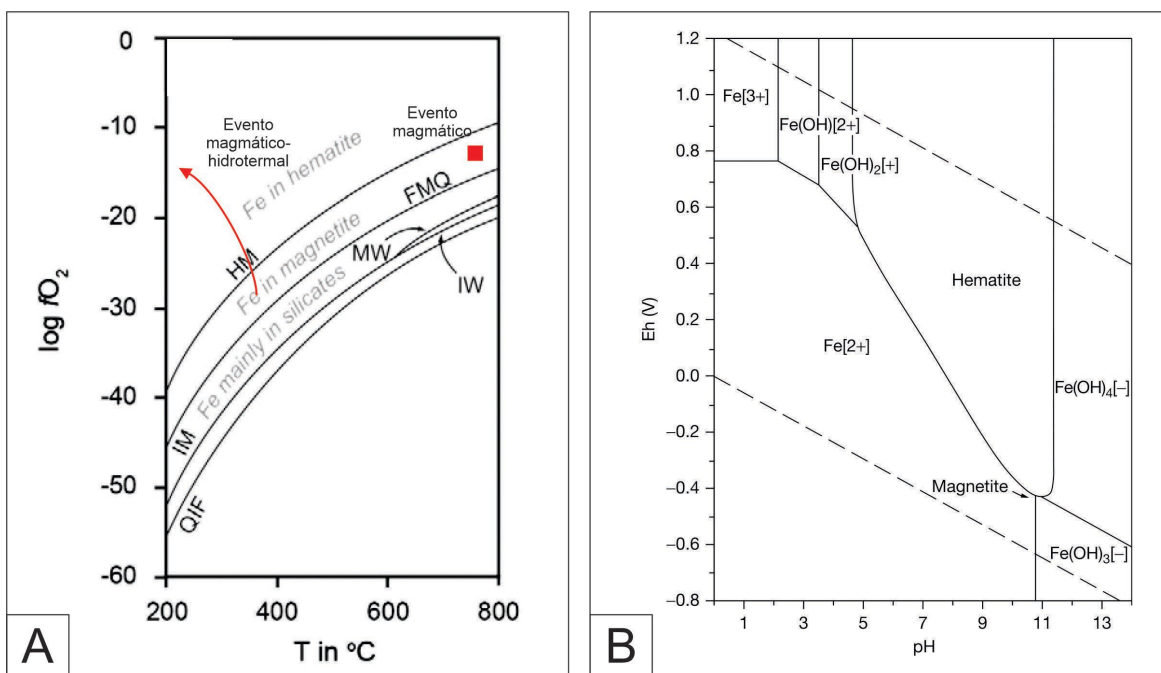 0
-10
-20
-30
-40
-50
-60
200
400
600
800
log fO₂
T in °C
Evento
magmático-
hidrotermal
Evento
magmático
Fe in hematite
Fe in magnetite
Fe mainly in silicates
HM
FMQ
MW
IW
IM
QIF
A
1.2
1.0
0.8
0.6
0.4
0.2
0.0
−0.2
−0.4
−0.6
−0.8
Eh (V)
1
3
5
7
9
11
13
pH
Fe[3+]
Fe(OH)[2+]
Fe(OH)₂[+]
Hematite
Fe[2+]
Fe(OH)₄[−]
Magnetite
Fe(OH)₃[−]
B